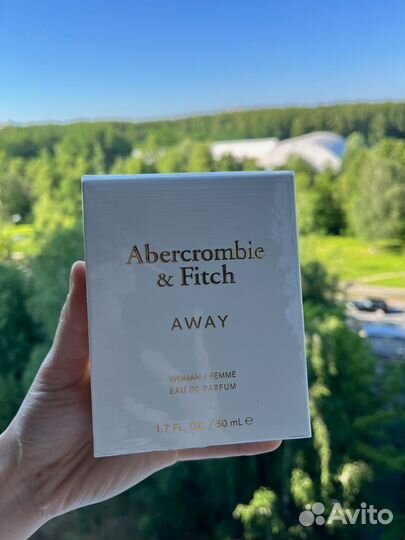 Abercrombie
& Fitch
AWAY
WOMAN / FEMME
EAU DE PARFUM
1.7 FL. OZ. / 50 mL e
Avito